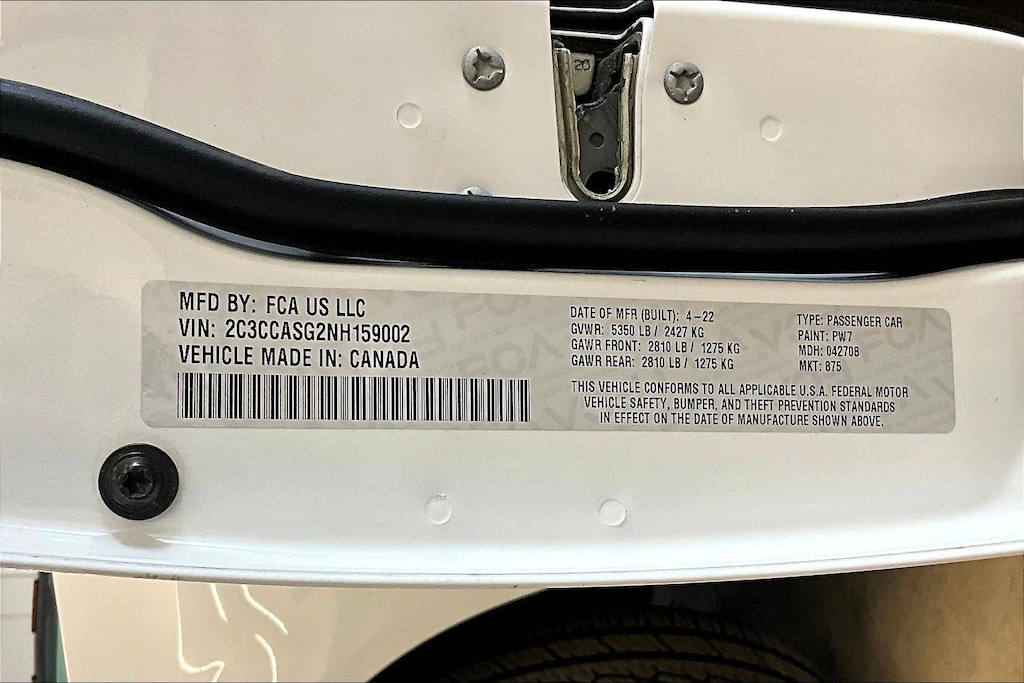 20
MFD BY: FCA US LLC
VIN: 2C3CCASG2NH159002
VEHICLE MADE IN: CANADA
DATE OF MFR (BUILT): 4-22
GVWR: 5350 LB / 2427 KG
GAWR FRONT: 2810 LB / 1275 KG
GAWR REAR: 2810 LB / 1275 KG
TYPE: PASSENGER CAR
PAINT: PW7
MDH: 042708
MKT: 875
THIS VEHICLE CONFORMS TO ALL APPLICABLE U.S.A. FEDERAL MOTOR
VEHICLE SAFETY, BUMPER, AND THEFT PREVENTION STANDARDS
IN EFFECT ON THE DATE OF MANUFACTURE SHOWN ABOVE.